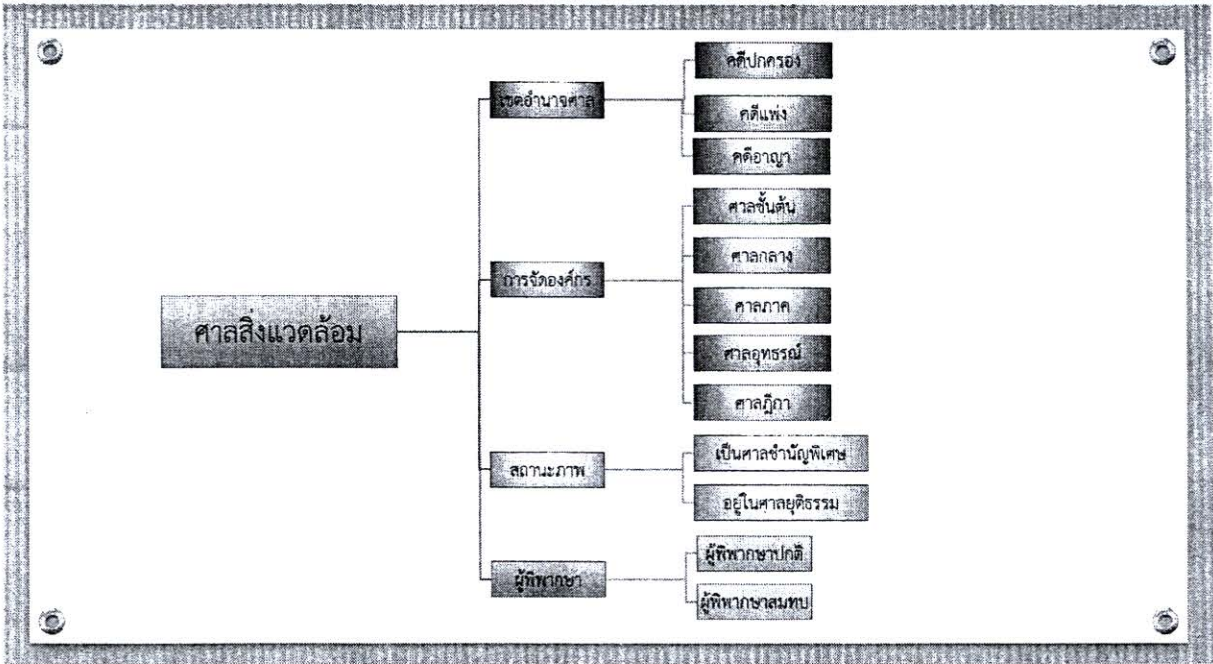 ศาลสิ่งแวดล้อม
เขตอำนาจศาล
คดีปกครอง
คดีแพ่ง
คดีอาญา
การจัดองค์กร
ศาลชั้นต้น
ศาลกลาง
ศาลภาค
ศาลอุทธรณ์
ศาลฎีกา
สถานะภาพ
เป็นศาลชำนัญพิเศษ
อยู่ในศาลยุติธรรม
ผู้พิพากษา
ผู้พิพากษาปกติ
ผู้พิพากษาสมทบ